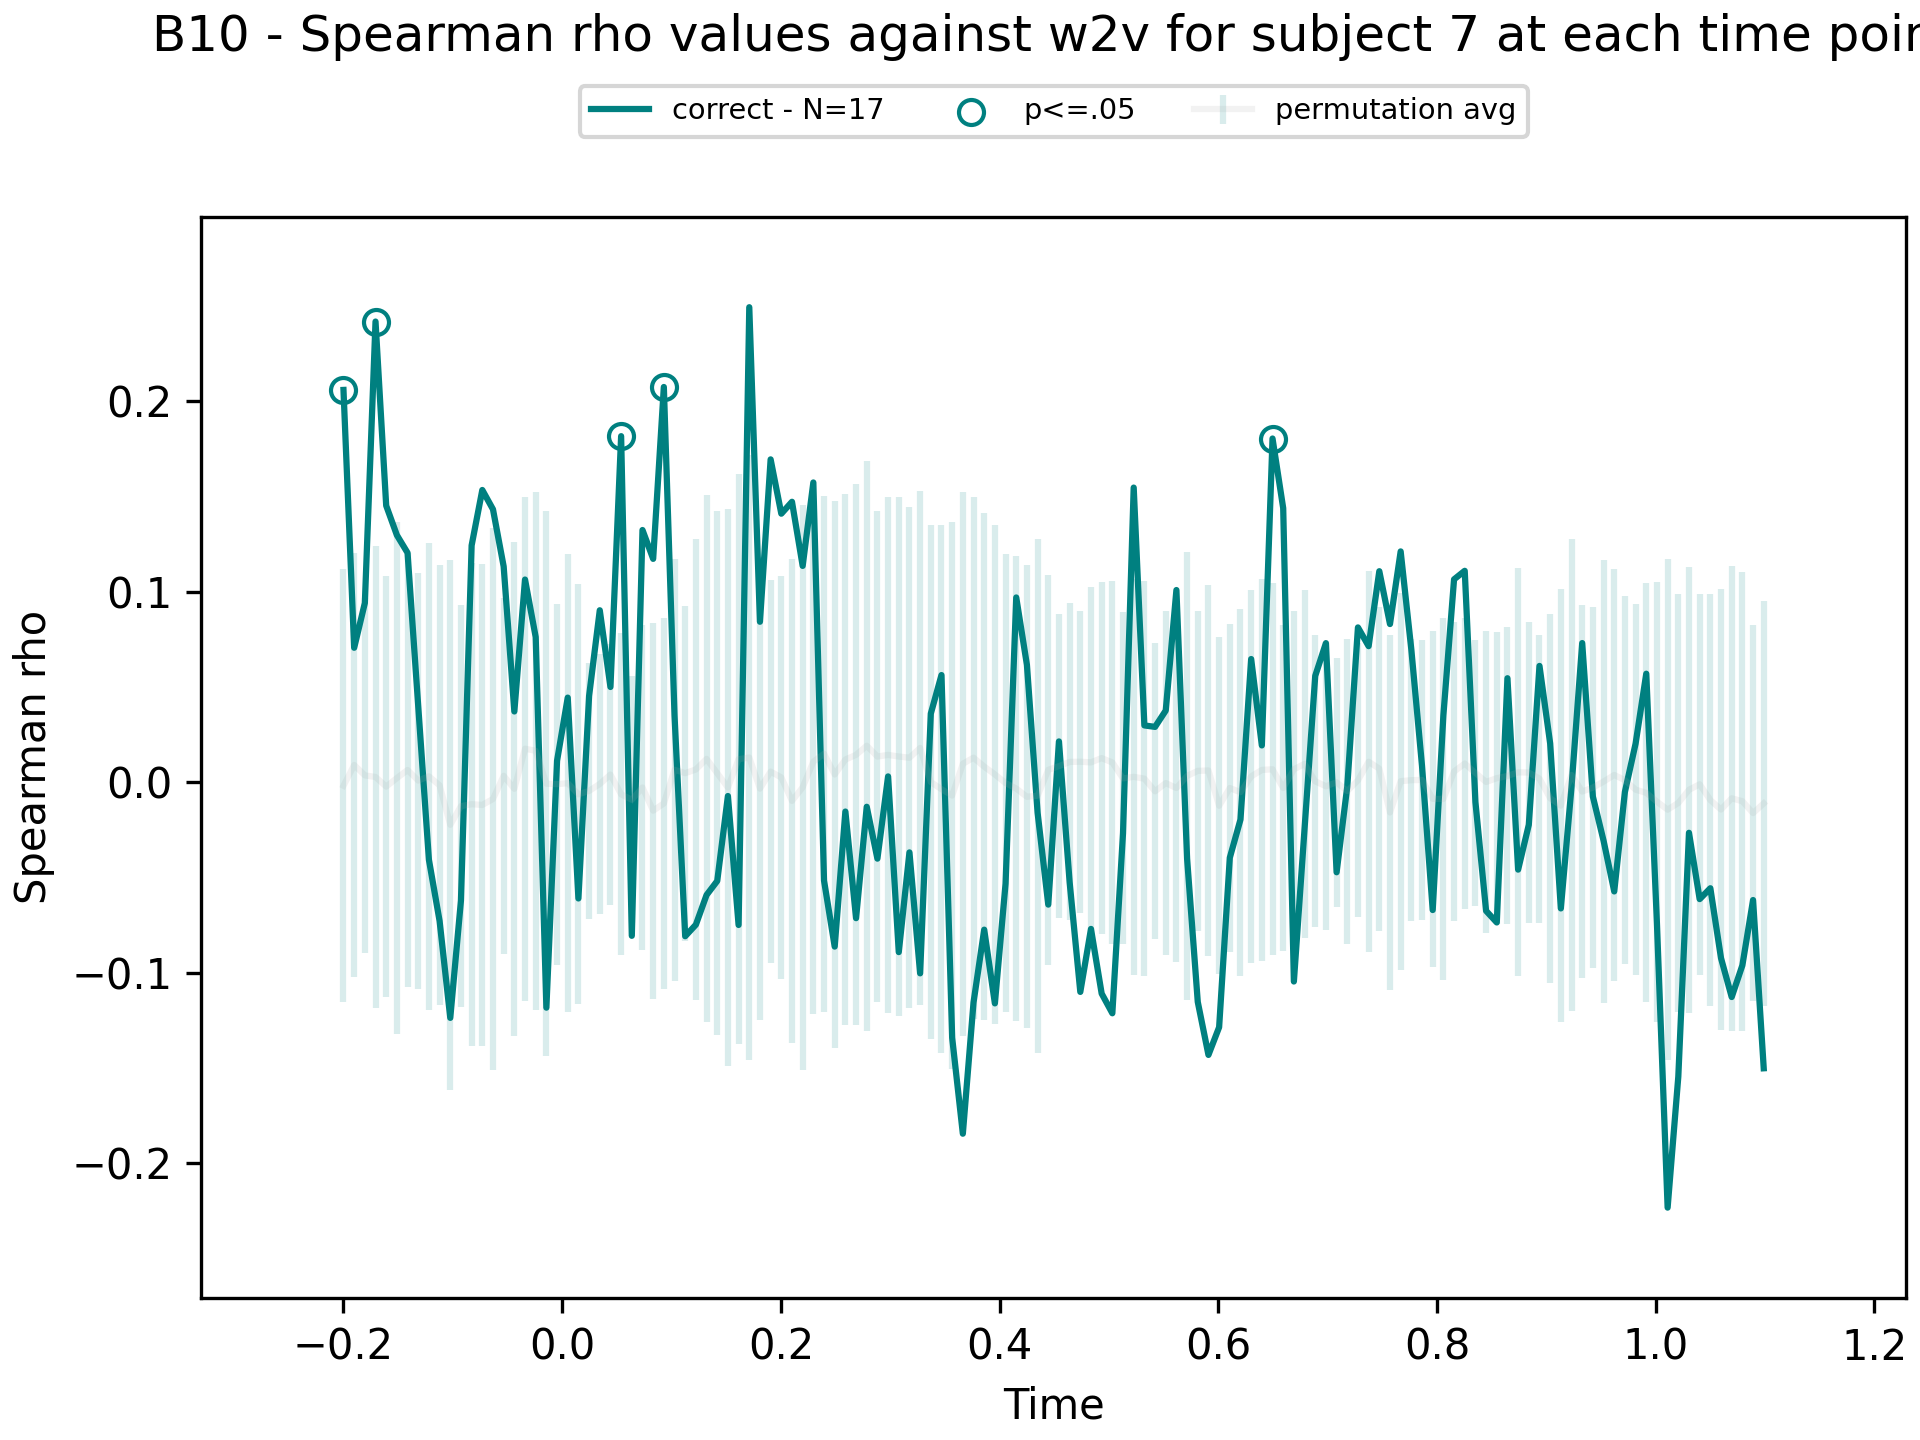 B10 - Spearman rho values against w2v for subject 7 at each time
correct - N=17 p<=.05 permutation avg
Spearman rho
0.2
0.1
0.0
−0.1
−0.2
−0.2 0.0 0.2 0.4 0.6 0.8 1.0 1.2
Time